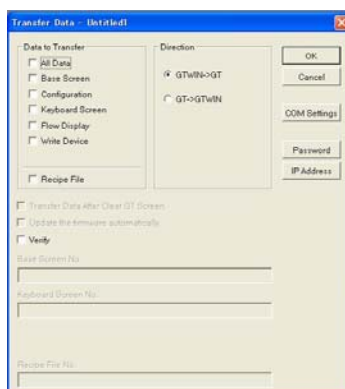 Transfer Data - Untitled1
Data to Transfer
All Data
Base Screen
Configuration
Keyboard Screen
Flow Display
Write Device
Recipe File
Direction
GTWIN->GT
GT->GTWIN
OK
Cancel
COM Settings
Password
IP Address
Transfer Data After Clear GT Screen
Update the firmware automatically
Verify
Base Screen No.
Keyboard Screen No.
Recipe File No.